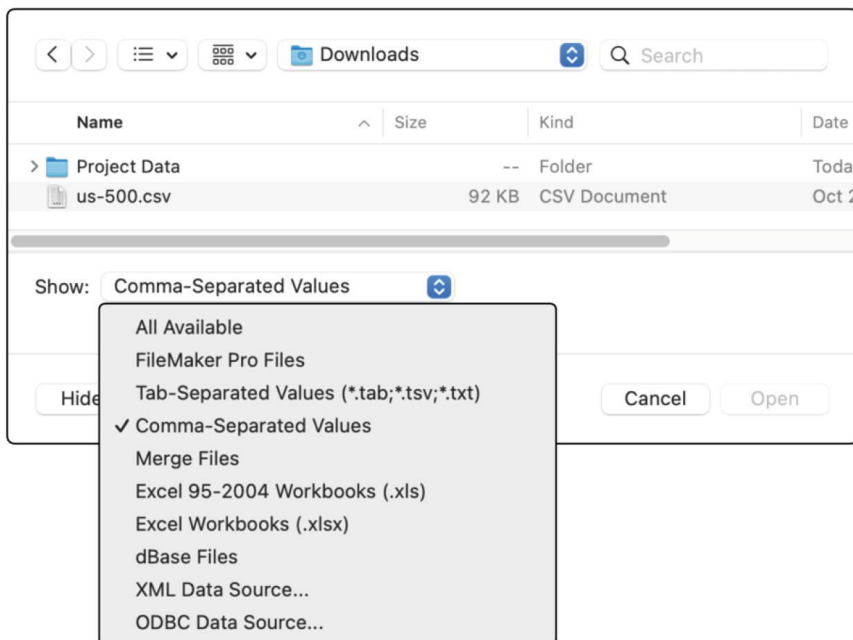 Downloads
Search
Name Size Kind Date
Project Data -- Folder
us-500.csv 92 KB CSV Document Oct
Show: Comma-Separated Values
All Available
FileMaker Pro Files
Tab-Separated Values (*.tab;*.tsv;*.txt)
✓ Comma-Separated Values
Merge Files
Excel 95-2004 Workbooks (.xls)
Excel Workbooks (.xlsx)
dBase Files
XML Data Source...
ODBC Data Source...
Hide
Cancel
Open